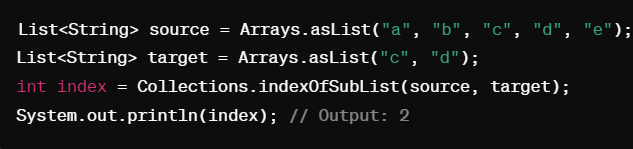 List<String> source = Arrays.asList("a", "b", "c", "d", "e");
List<String> target = Arrays.asList("c", "d");
int index = Collections.indexOfSubList(source, target);
System.out.println(index); // Output: 2